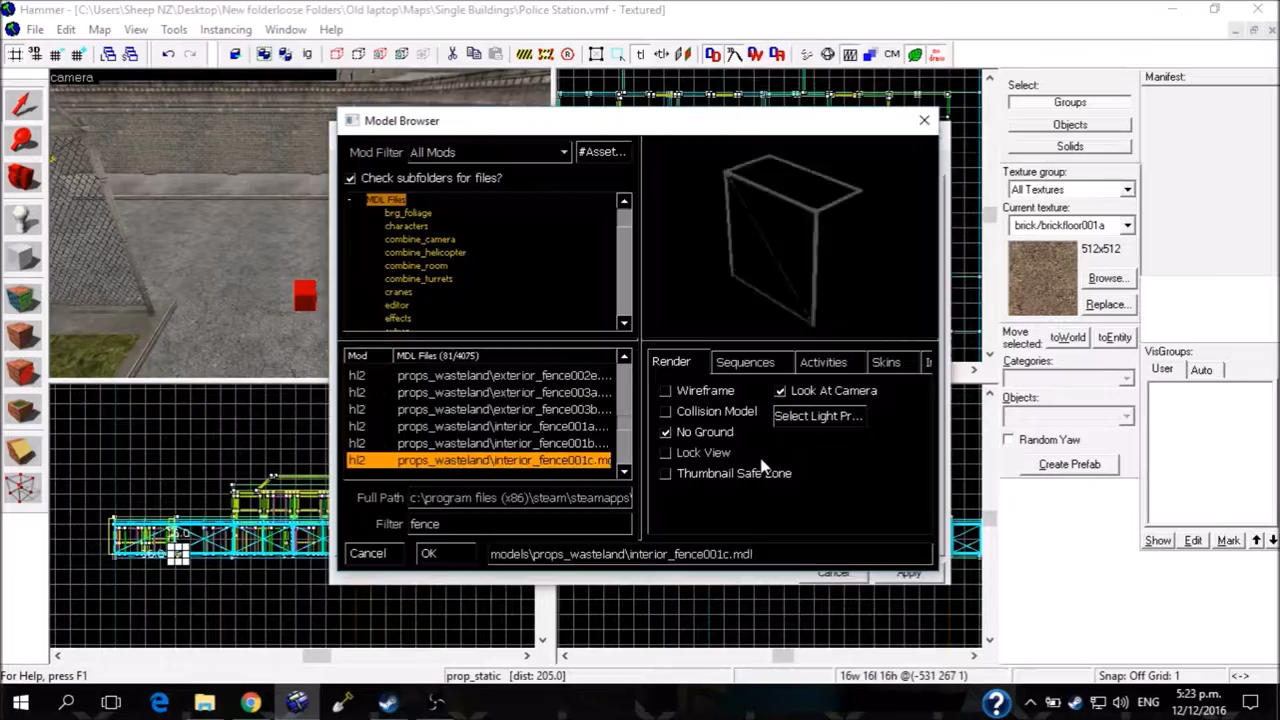 Hammer - [C:\Users\Sheep NZ\Desktop\New folderloose Folders\Old laptop\Maps\Single Buildings\Police Station.vmf - Textured]
File Edit Map View Tools Instancing Window Help
camera
Model Browser
Mod Filter All Mods #Asset...
Check subfolders for files?
MDL Files
brg_foliage
characters
combine_camera
combine_helicopter
combine_room
combine_turrets
cranes
editor
effects
Mod MDL Files (81/4075)
hl2 props_wasteland\exterior_fence002e....
hl2 props_wasteland\exterior_fence003a....
hl2 props_wasteland\exterior_fence003b....
hl2 props_wasteland\interior_fence001a....
hl2 props_wasteland\interior_fence001b....
hl2 props_wasteland\interior_fence001c.md
Full Path c:\program files (x86)\steam\steamapps\
Filter fence
Cancel OK models\props_wasteland\interior_fence001c.mdl
Render Sequences Activities Skins
Wireframe Look At Camera
Collision Model Select Light Pr...
No Ground
Lock View
Thumbnail Safe Zone
Cancel Apply
Select:
Groups
Objects
Solids
Texture group:
All Textures
Current texture:
brick/brickfloor001a
512x512
Browse...
Replace...
Move selected: toWorld toEntity
Categories:
Objects:
Random Yaw
Create Prefab
Manifest:
VisGroups:
User Auto
Show Edit Mark
For Help, press F1 prop_static [dist: 205.0] 16w 16l 16h @(-531 267 1) Snap: Off Grid: 1 <->
ENG
5:23 p.m.
12/12/2016